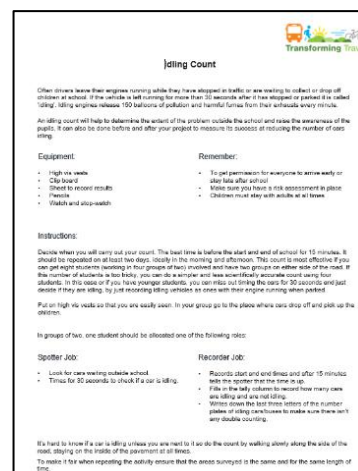 Transforming Trav
Idling Count
Often drivers leave their engines running while they have stopped in traffic or are waiting to collect or drop off
children at school. If the vehicle is left running for more than 30 seconds after it has stopped or parked it is called
'idling'. Idling engines release 150 balloons of pollution and harmful fumes from their exhausts every minute.
An idling count will help to determine the extent of the problem outside the school and raise the awareness of the
pupils. It can also be done before and after your project to measure its success at reducing the number of cars
idling.
Equipment:
• High vis vests
• Clip board
• Sheet to record results
• Pencils
• Watch and stop-watch
Remember:
• To get permission for everyone to arrive early or
stay late after school
• Make sure you have a risk assessment in place
• Children must stay with adults at all times
Instructions:
Decide when you will carry out your count. The best time is before the start and end of school for 15 minutes. It
should be repeated on at least two days, ideally in the morning and afternoon. This count is most effective if you
can get eight students (working in four groups of two) involved and have two groups on either side of the road. If
this number of students is too tricky, you can do a simpler and less scientifically accurate count using four
students. In this case or if you have younger students, you can miss out timing the cars for 30 seconds and just
decide if they are idling, by just recording idling vehicles as ones with their engine running when parked.
Put on high vis vests so that you are easily seen. In your group go to the place where cars drop off and pick up the
children.
In groups of two, one student should be allocated one of the following roles:
Spotter Job:
• Look for cars waiting outside school.
• Times for 30 seconds to check if a car is idling.
Recorder Job:
• Records start and end times and after 15 minutes
tells the spotter that the time is up.
• Fills in the tally column to record how many cars
are idling and are not idling.
• Writes down the last three letters of the number
plates of idling cars/buses to make sure there isn't
any double counting.
It's hard to know if a car is idling unless you are next to it so do the count by walking slowly along the side of the
road, staying on the inside of the pavement at all times.
To make it fair when repeating the activity ensure that the areas surveyed is the same and for the same length of
time.